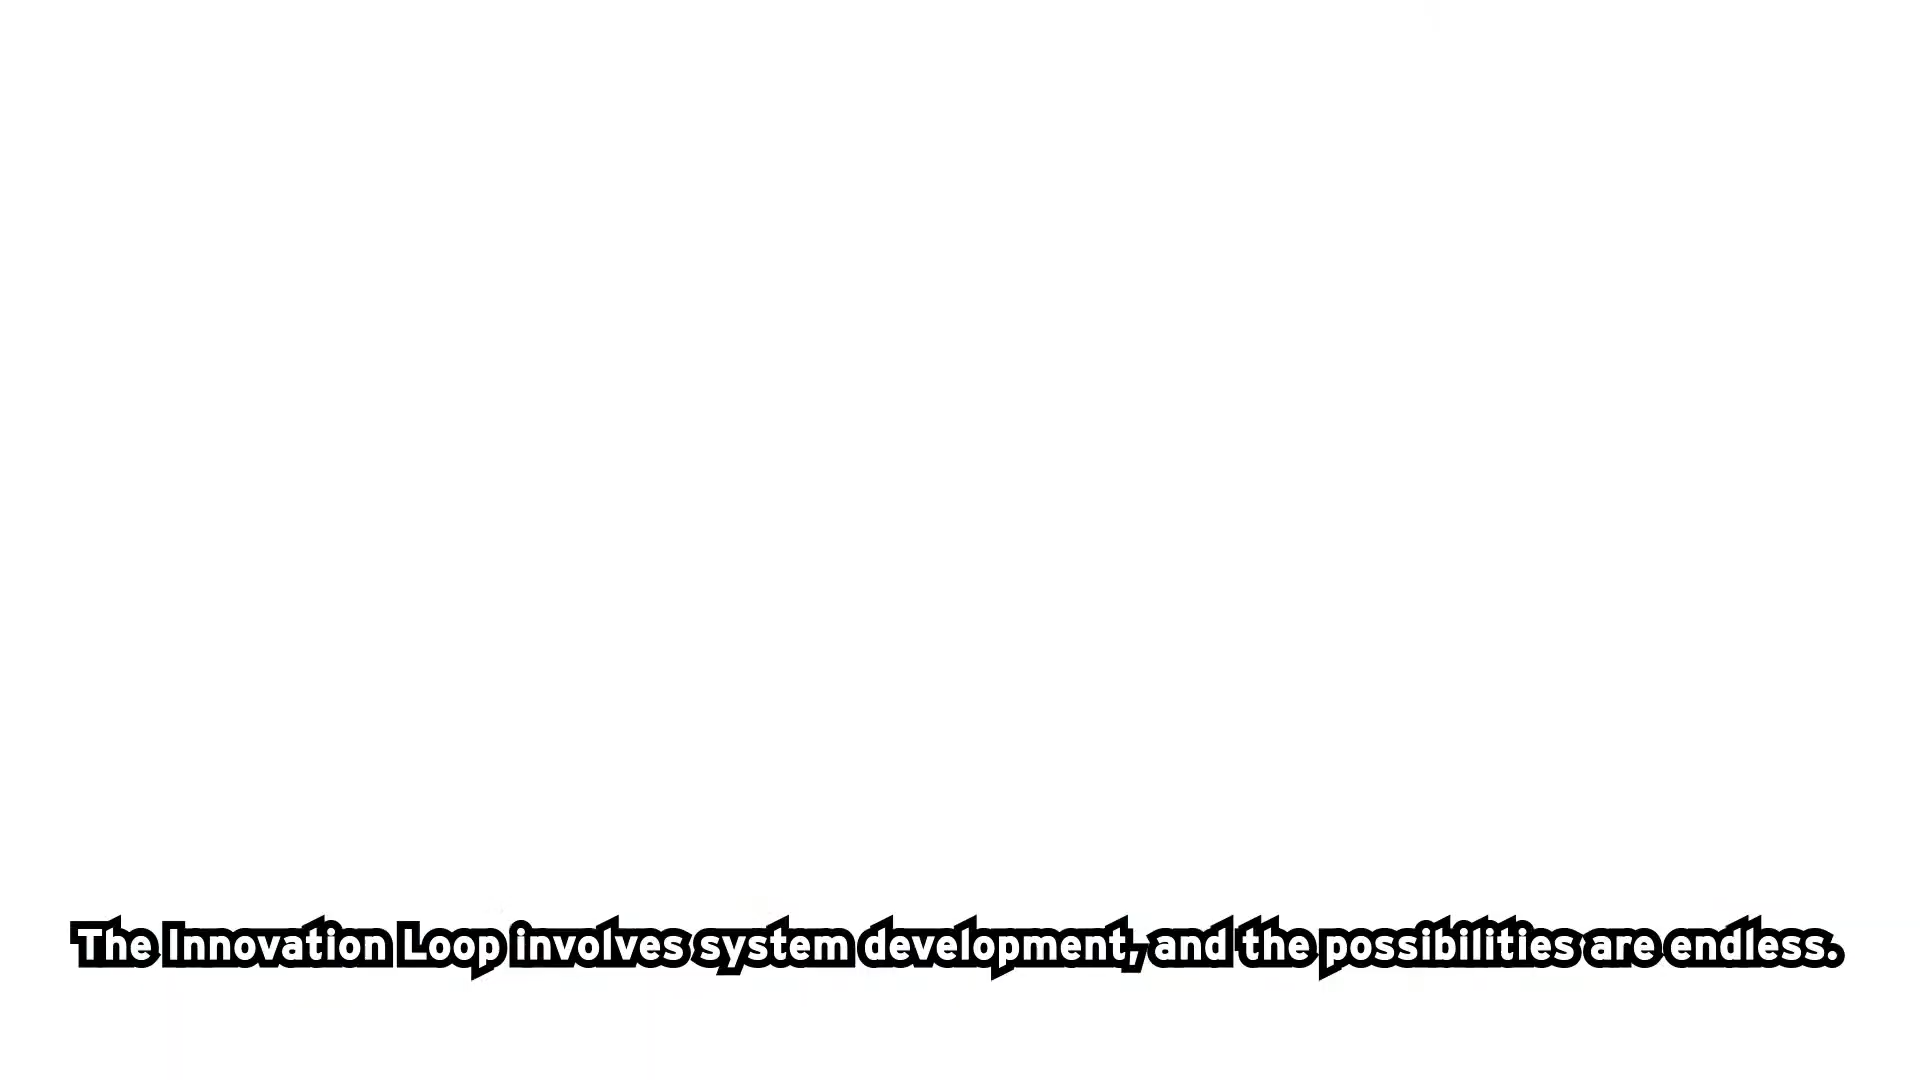 The Innovation Loop involves system development, and the possibilities are endless.